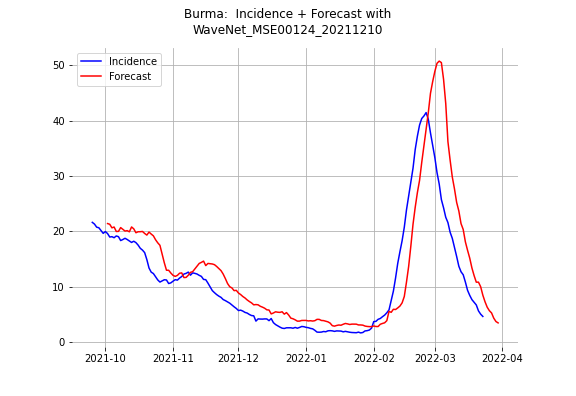 Burma:  Incidence + Forecast with
WaveNet_MSE00124_20211210
Incidence
Forecast
50
40
30
20
10
0
2021-10 2021-11 2021-12 2022-01 2022-02 2022-03 2022-04